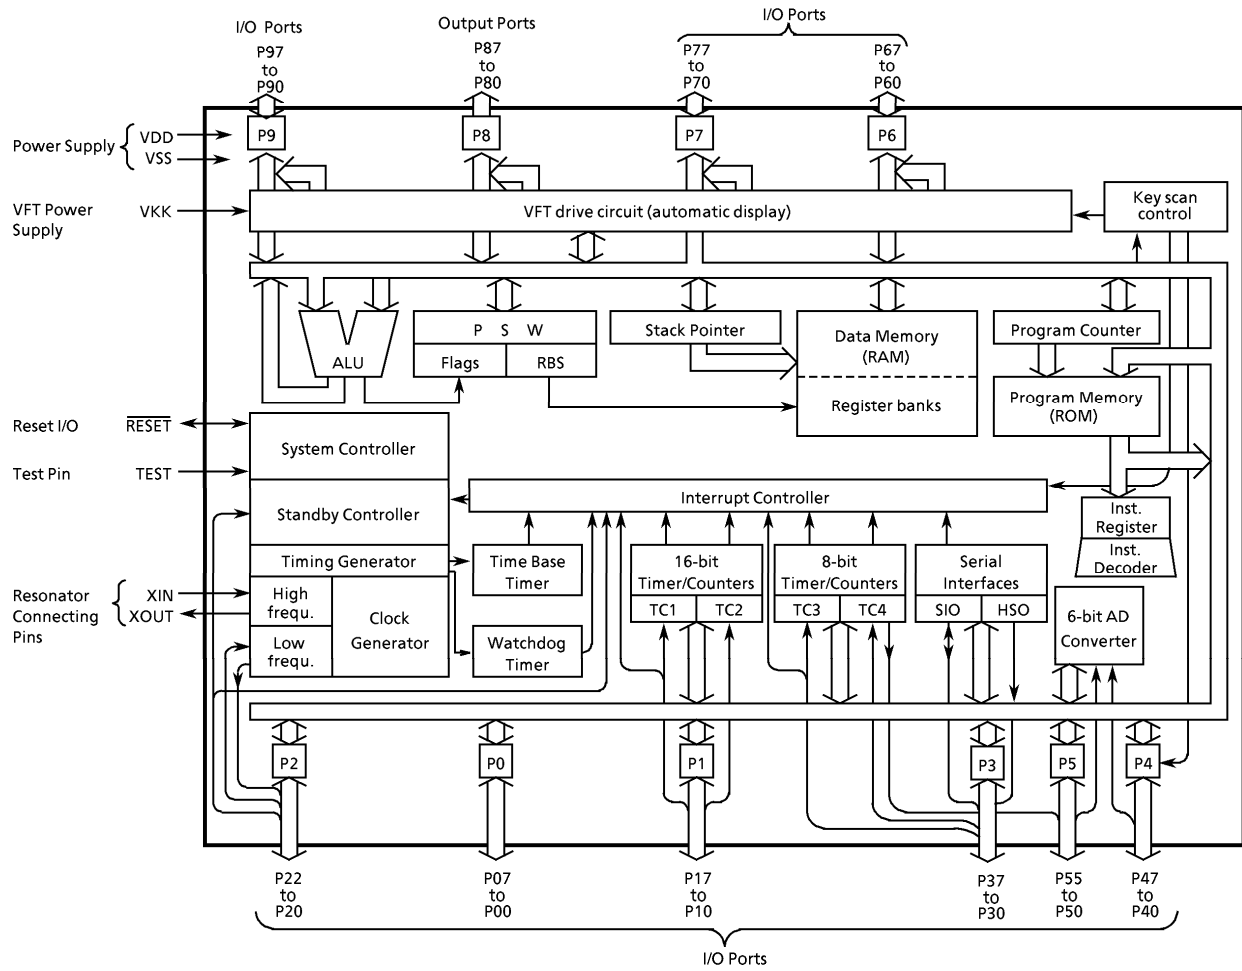 I/O Ports
P97
to
P90
Output Ports
P87
to
P80
I/O Ports
P77
to
P70
P67
to
P60
P9
P8
P7
P6
Power Supply
VDD
VSS
VFT Power
Supply
VKK
VFT drive circuit (automatic display)
Key scan
control
ALU
P S W
Flags
RBS
Stack Pointer
Data Memory
(RAM)
Register banks
Program Counter
Program Memory
(ROM)
Reset I/O
RESET
Test Pin
TEST
System Controller
Standby Controller
Timing Generator
High
frequ.
Low
frequ.
Clock
Generator
Resonator
Connecting
Pins
XIN
XOUT
Interrupt Controller
Time Base
Timer
Watchdog
Timer
16-bit
Timer/Counters
TC1
TC2
8-bit
Timer/Counters
TC3
TC4
Serial
Interfaces
SIO
HSO
Inst.
Register
Inst.
Decoder
6-bit AD
Converter
P2
P0
P1
P3
P5
P4
P22
to
P20
P07
to
P00
P17
to
P10
P37
to
P30
P55
to
P50
P47
to
P40
I/O Ports